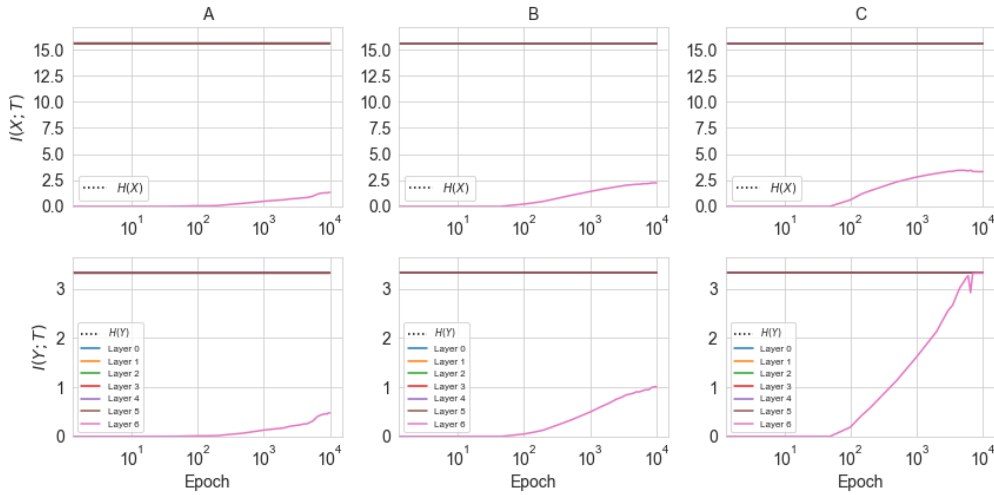 A
B
C
I(X;T)
15.0
12.5
10.0
7.5
5.0
2.5
0.0
H(X)
10¹ 10² 10³ 10⁴
15.0
12.5
10.0
7.5
5.0
2.5
0.0
H(X)
10¹ 10² 10³ 10⁴
15.0
12.5
10.0
7.5
5.0
2.5
0.0
H(X)
10¹ 10² 10³ 10⁴
I(Y;T)
3
2
1
0
H(Y)
Layer 0
Layer 1
Layer 2
Layer 3
Layer 4
Layer 5
Layer 6
10¹ 10² 10³ 10⁴
Epoch
3
2
1
0
H(Y)
Layer 0
Layer 1
Layer 2
Layer 3
Layer 4
Layer 5
Layer 6
10¹ 10² 10³ 10⁴
Epoch
3
2
1
0
H(Y)
Layer 0
Layer 1
Layer 2
Layer 3
Layer 4
Layer 5
Layer 6
10¹ 10² 10³ 10⁴
Epoch